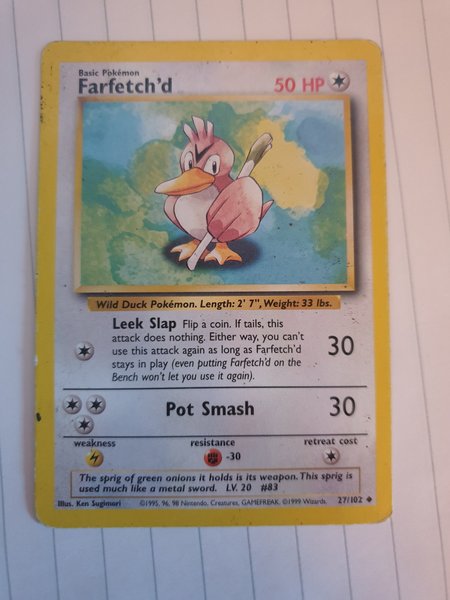 Basic Pokémon
Farfetch'd 50 HP
Wild Duck Pokémon. Length: 2' 7", Weight: 33 lbs.
Leek Slap Flip a coin. If tails, this
attack does nothing. Either way, you can't
use this attack again as long as Farfetch'd
stays in play (even putting Farfetch'd on the
Bench won't let you use it again).
30
Pot Smash 30
weakness resistance retreat cost
-30
The sprig of green onions it holds is its weapon. This sprig is
used much like a metal sword. LV. 20 #83
Illus. Ken Sugimori ©1995, 96, 98 Nintendo, Creatures, GAMEFREAK. ©1999 Wizards. 27/102